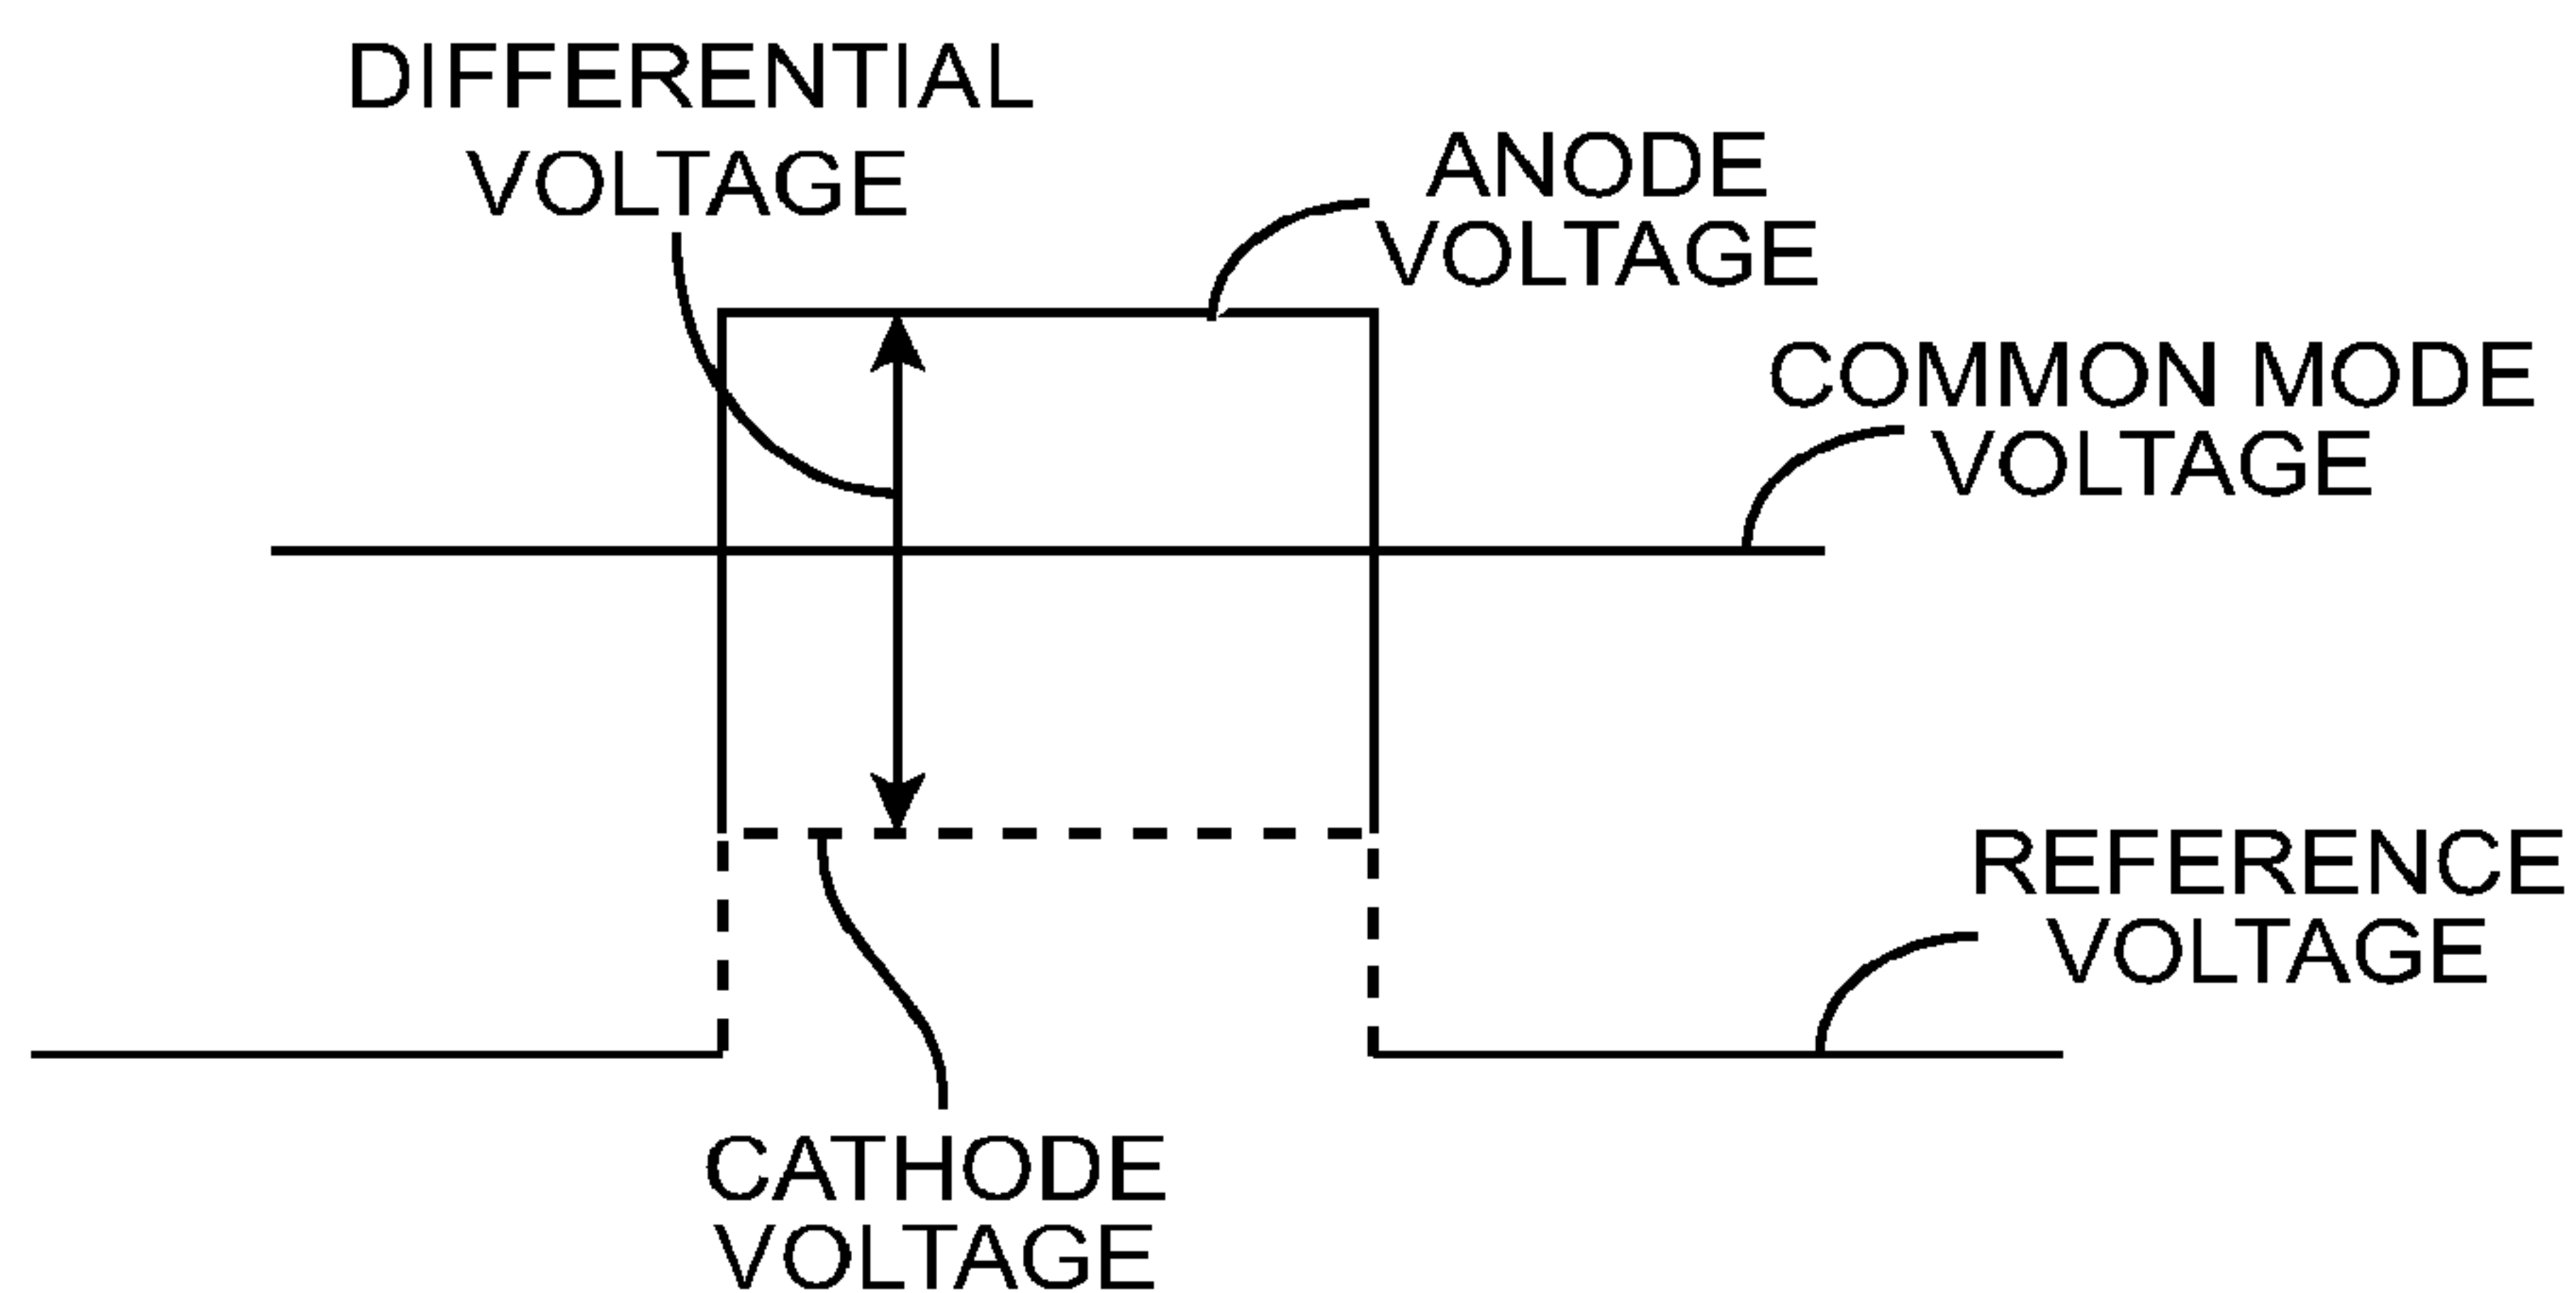 DIFFERENTIAL
VOLTAGE
ANODE
VOLTAGE
COMMON MODE
VOLTAGE
REFERENCE
VOLTAGE
CATHODE
VOLTAGE